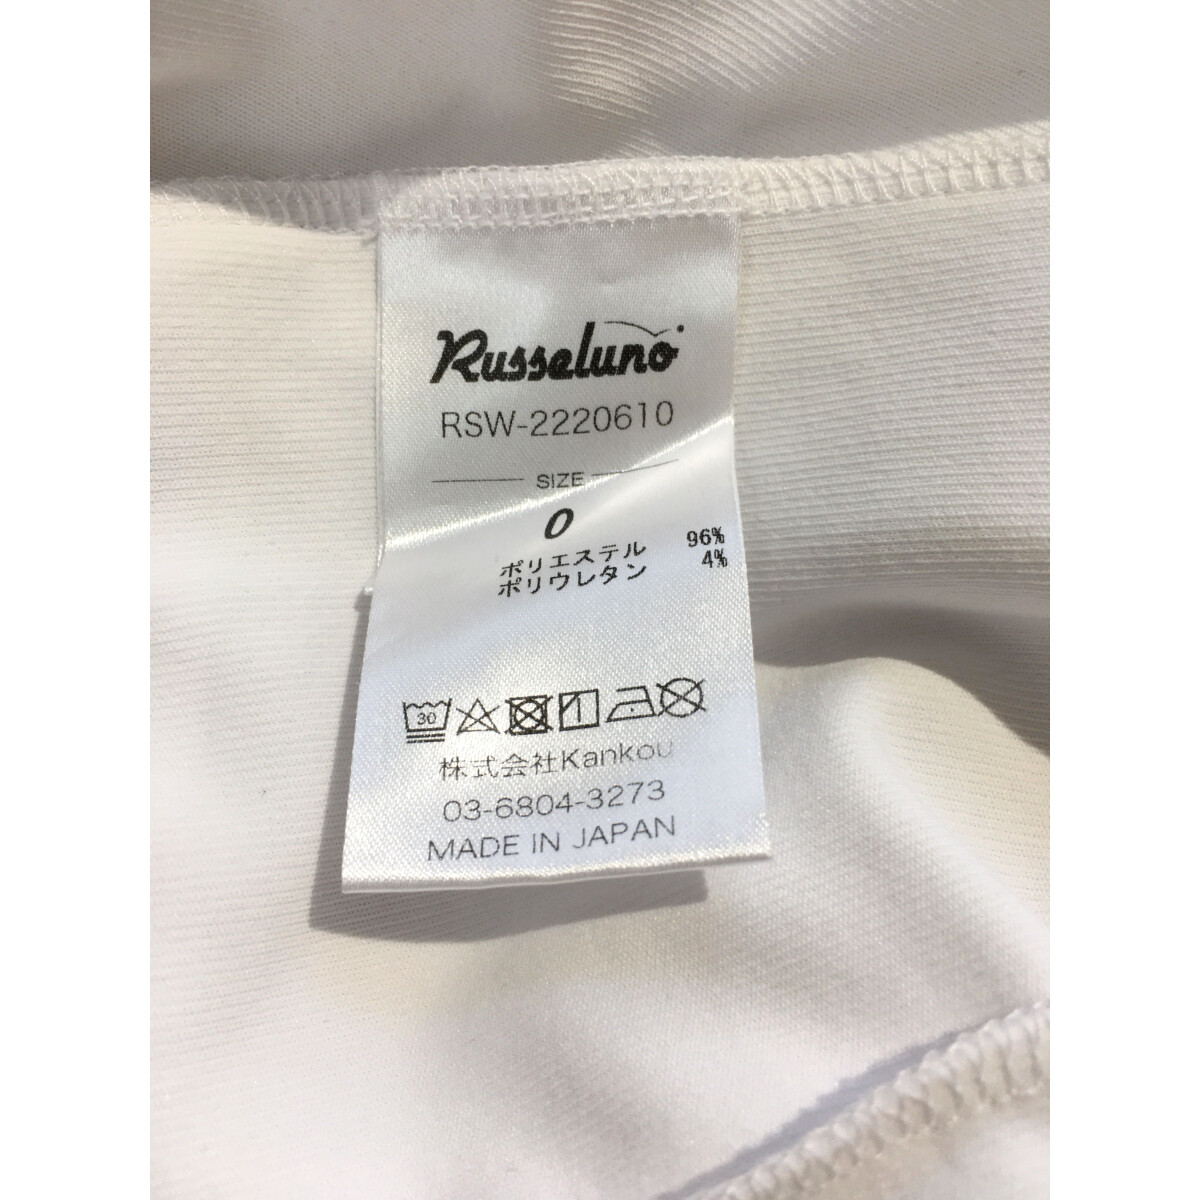 Russeluno
RSW-2220610
SIZE
0
ポリエステル 96%
ポリウレタン 4%
30
株式会社Kankou
03-6804-3273
MADE IN JAPAN